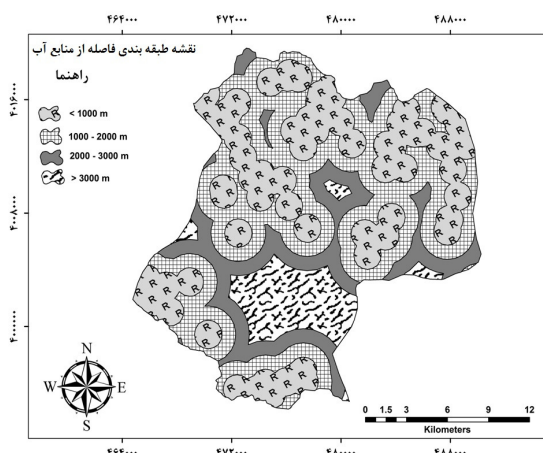 ۴۶۴۰۰۰ ۴۷۲۰۰۰ ۴۸۰۰۰۰ ۴۸۸۰۰۰
نقشه طبقه بندی فاصله از منابع آب
راهنما
< 1000 m
1000 - 2000 m
2000 - 3000 m
> 3000 m
۴۰۱۶۰۰۰
۴۰۰۸۰۰۰
۴۰۰۰۰۰۰
N
W E
S
0 1.5 3 6 9 12
Kilometers
۴۶۴۰۰۰ ۴۷۲۰۰۰ ۴۸۰۰۰۰ ۴۸۸۰۰۰